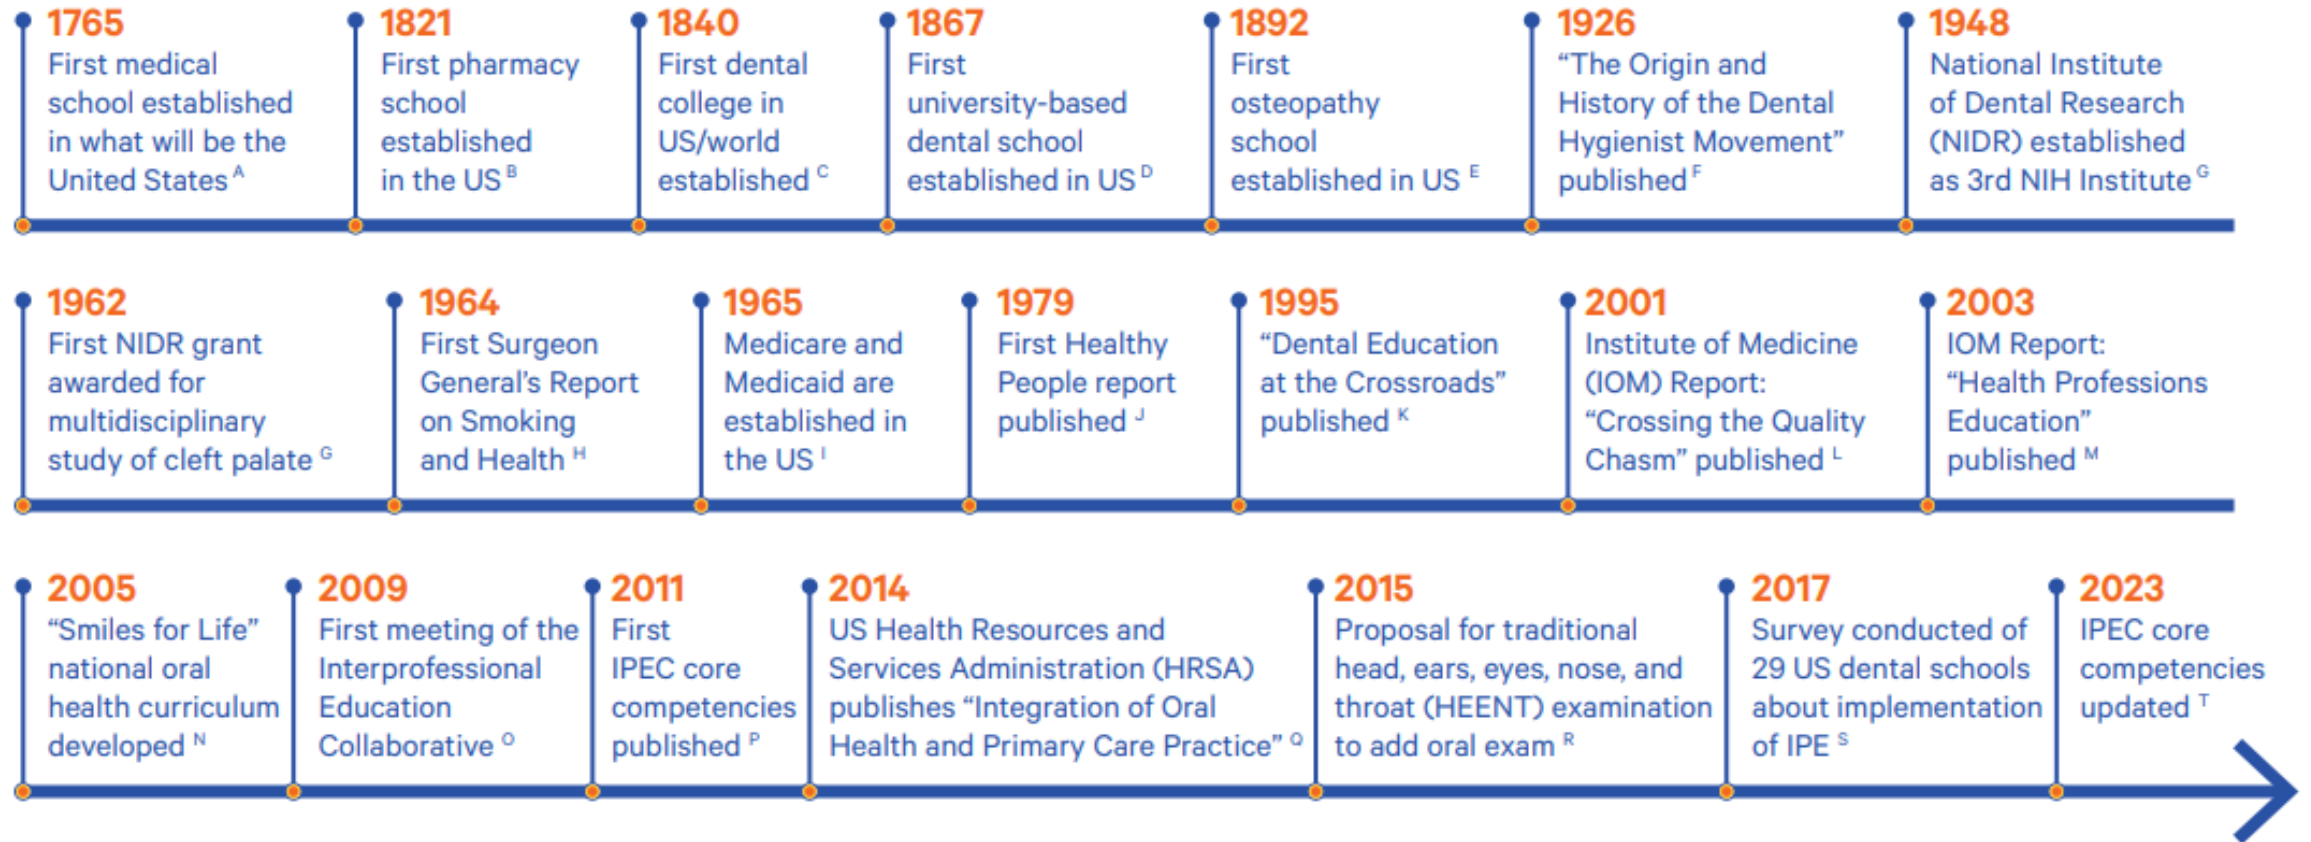 1765
First medical
school established
in what will be the
United States A
1821
First pharmacy
school
established
in the US B
1840
First dental
college in
US/world
established C
1867
First
university-based
dental school
established in US D
1892
First
osteopathy
school
established in US E
1926
“The Origin and
History of the Dental
Hygienist Movement”
published F
1948
National Institute
of Dental Research
(NIDR) established
as 3rd NIH Institute G
1962
First NIDR grant
awarded for
multidisciplinary
study of cleft palate G
1964
First Surgeon
General’s Report
on Smoking
and Health H
1965
Medicare and
Medicaid are
established in
the US I
1979
First Healthy
People report
published J
1995
“Dental Education
at the Crossroads”
published K
2001
Institute of Medicine
(IOM) Report:
“Crossing the Quality
Chasm” published L
2003
IOM Report:
“Health Professions
Education”
published M
2005
“Smiles for Life”
national oral
health curriculum
developed N
2009
First meeting of the
Interprofessional
Education
Collaborative O
2011
First
IPEC core
competencies
published P
2014
US Health Resources and
Services Administration (HRSA)
publishes “Integration of Oral
Health and Primary Care Practice” Q
2015
Proposal for traditional
head, ears, eyes, nose, and
throat (HEENT) examination
to add oral exam R
2017
Survey conducted of
29 US dental schools
about implementation
of IPE S
2023
IPEC core
competencies
updated T